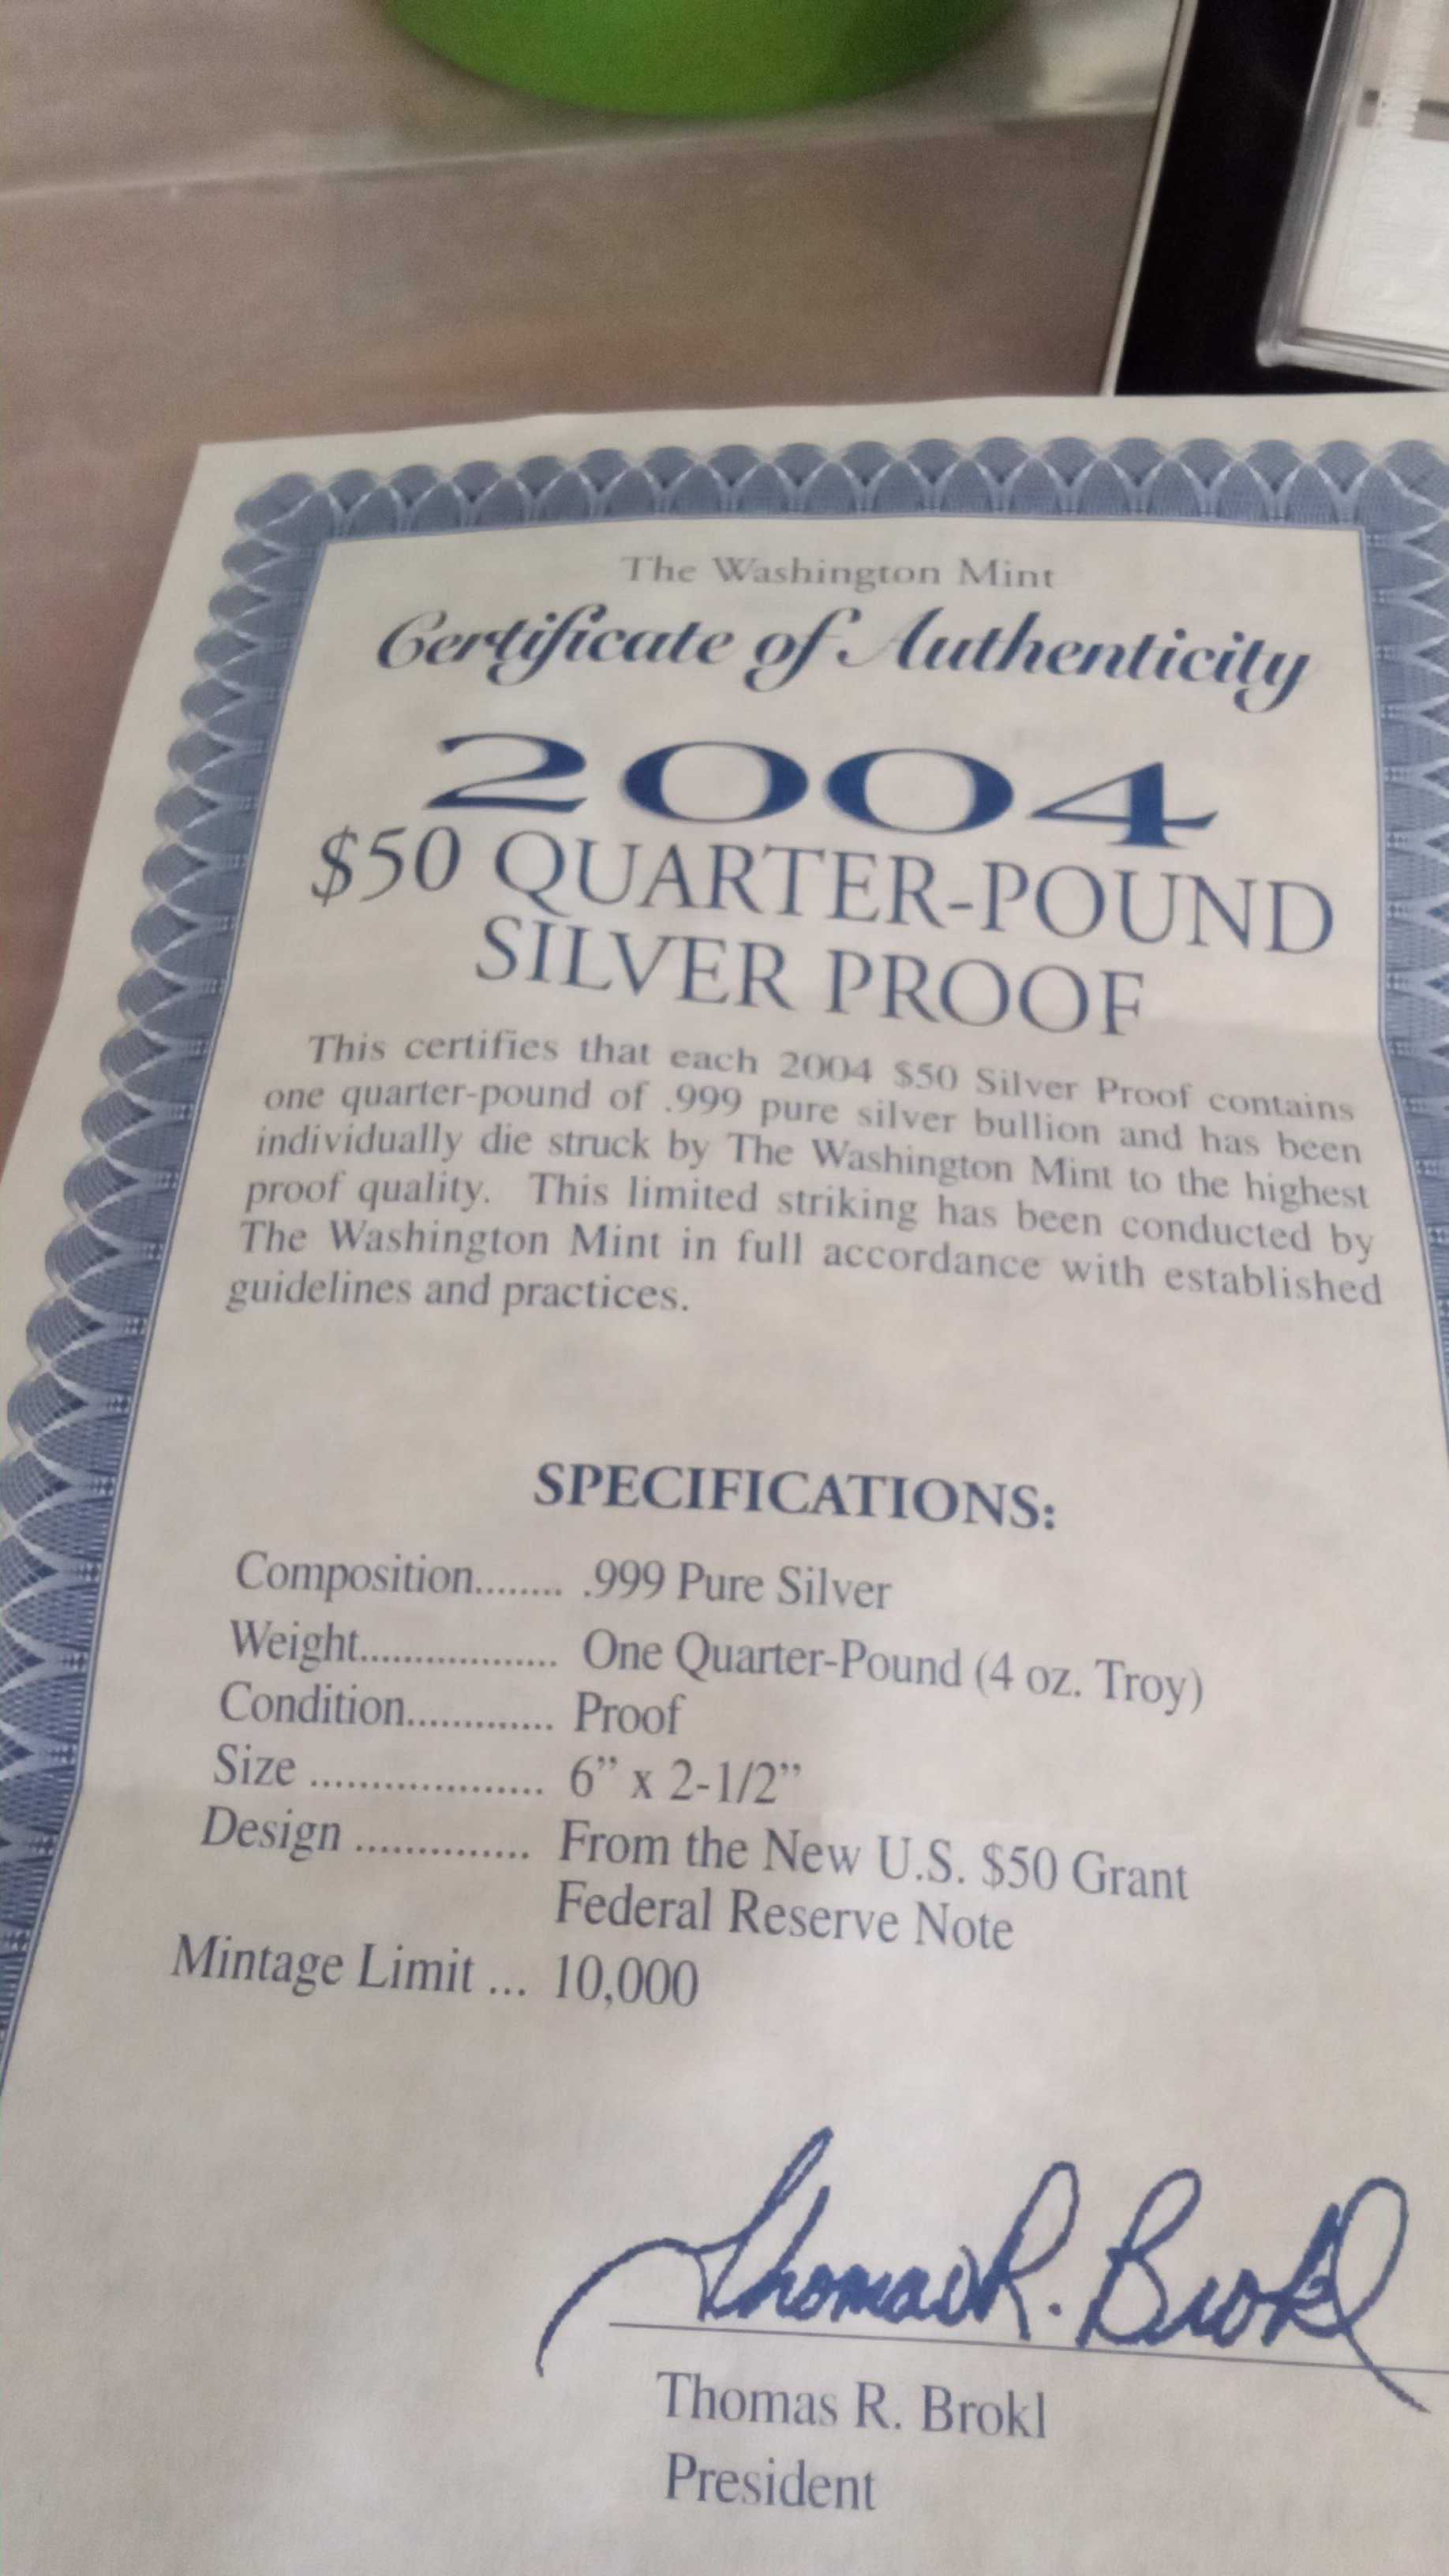 The Washington Mint
Certificate of Authenticity
2004
$50 QUARTER-POUND
SILVER PROOF
This certifies that each 2004 $50 Silver Proof contains
one quarter-pound of .999 pure silver bullion and has been
individually die struck by The Washington Mint to the highest
proof quality. This limited striking has been conducted by
The Washington Mint in full accordance with established
guidelines and practices.
SPECIFICATIONS:
Composition........ .999 Pure Silver
Weight.................. One Quarter-Pound (4 oz. Troy)
Condition............. Proof
Size ................... 6” x 2-1/2”
Design .............. From the New U.S. $50 Grant
Federal Reserve Note
Mintage Limit ... 10,000
Thomas R. Brokl
Thomas R. Brokl
President